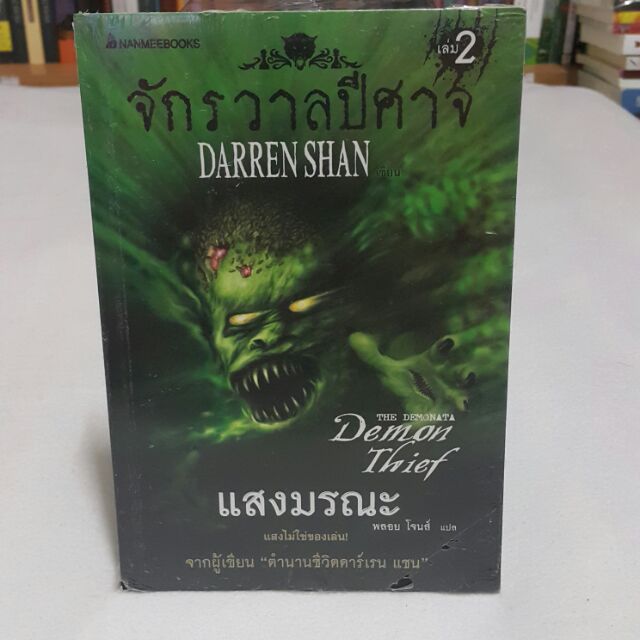 NANMEEBOOKS
เล่ม 2
จักรวาลปีศาจ
DARREN SHAN เขียน
THE DEMONATA
Demon
Thief
แสงมรณะ
พลอย โจนส์ แปล
แสงไม่ใช่ของเล่น!
จากผู้เขียน "ตำนานชีวิตดาร์เรน แชน"